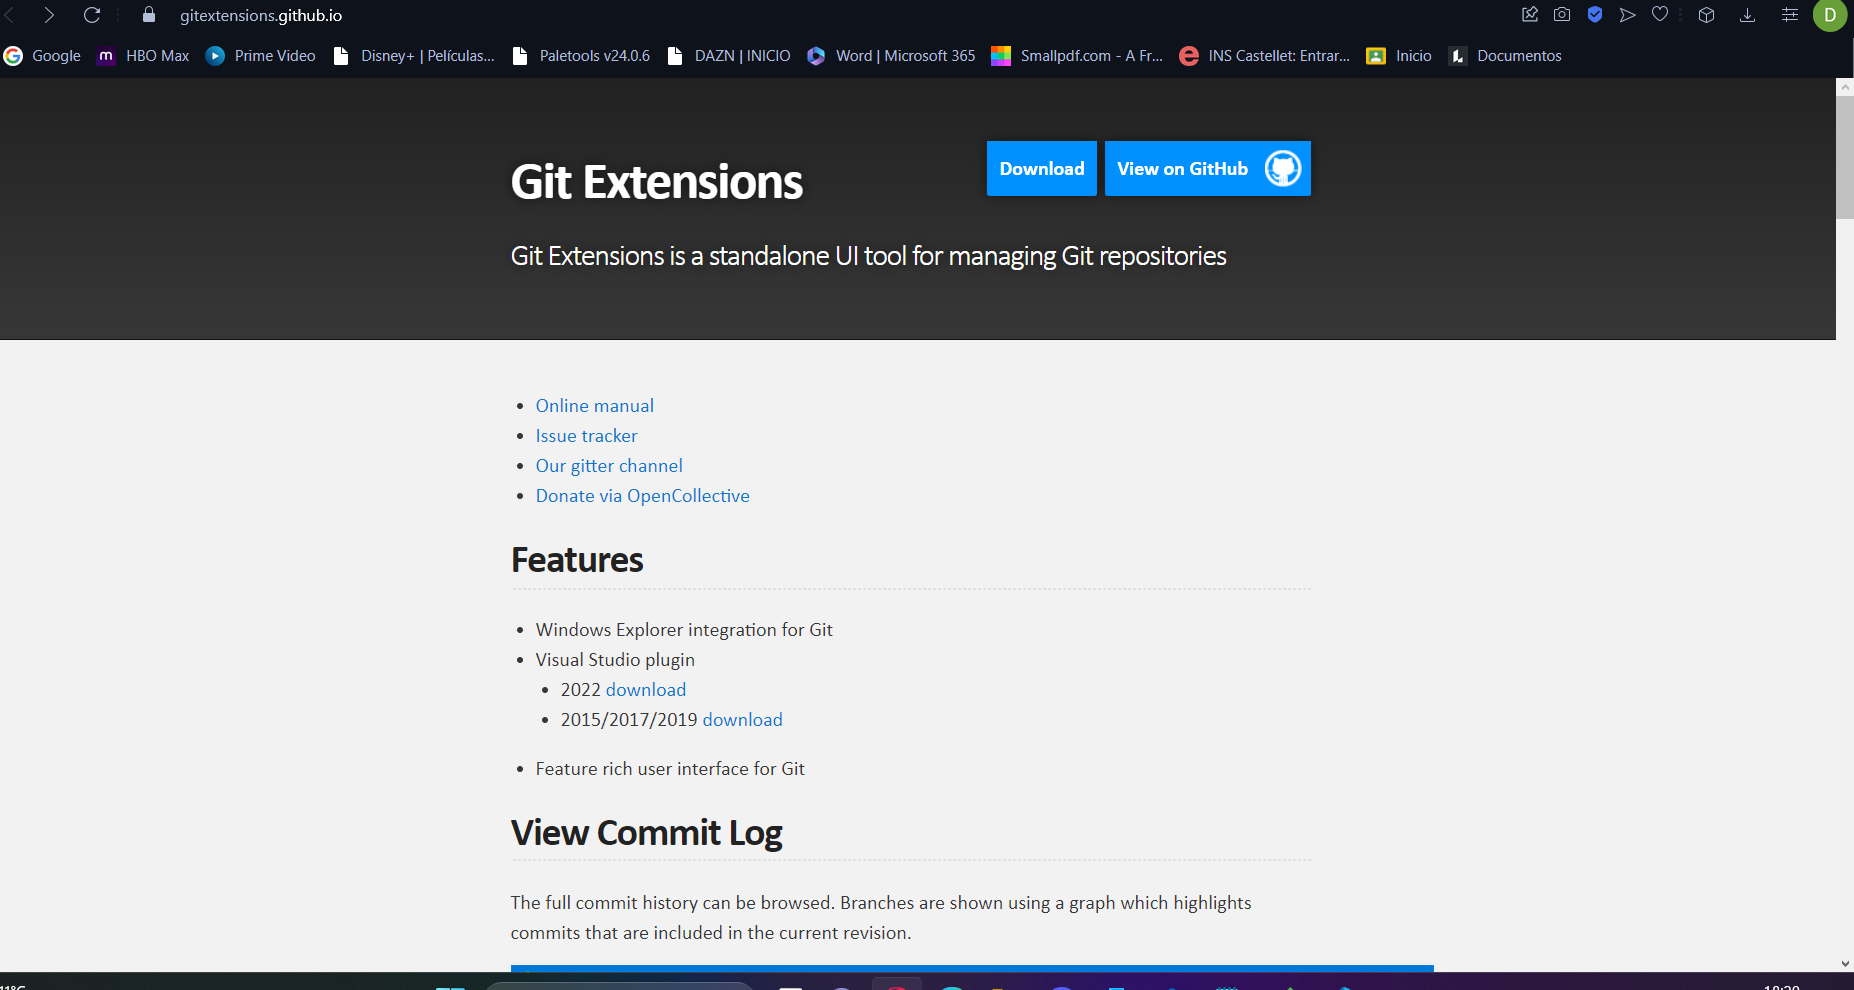 gitextensions.github.io
D
Google m HBO Max Prime Video Disney+ | Películas... Paletools v24.0.6 DAZN | INICIO Word | Microsoft 365 Smallpdf.com - A Fr... INS Castellet: Entrar... Inicio Documentos
Git Extensions
Download View on GitHub
Git Extensions is a standalone UI tool for managing Git repositories
Online manual
Issue tracker
Our gitter channel
Donate via OpenCollective
Features
Windows Explorer integration for Git
Visual Studio plugin
2022 download
2015/2017/2019 download
Feature rich user interface for Git
View Commit Log
The full commit history can be browsed. Branches are shown using a graph which highlights
commits that are included in the current revision.